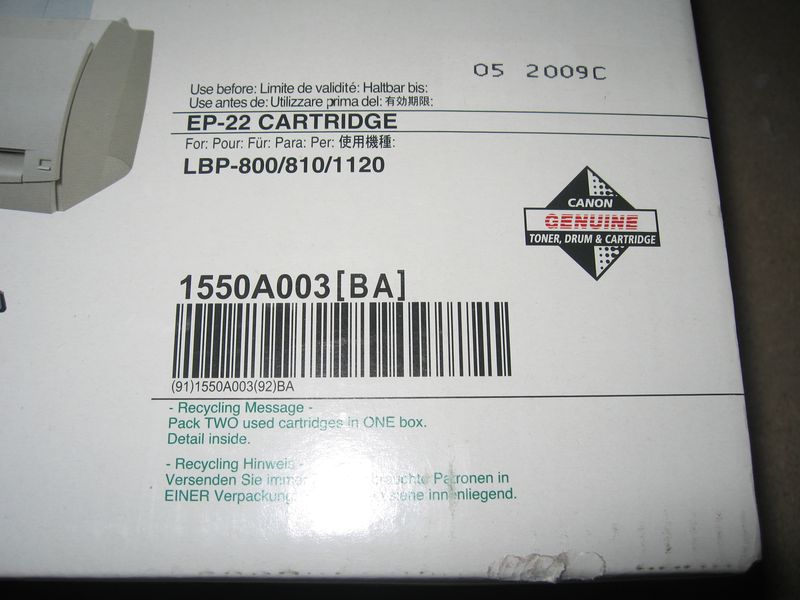 05 2009C
Use before: Limite de validité: Haltbar bis:
Use antes de: Utilizzare prima del: 有効期限:
EP-22 CARTRIDGE
For: Pour: Für: Para: Per: 使用機種:
LBP-800/810/1120
CANON
GENUINE
TONER, DRUM & CARTRIDGE
1550A003[BA]
(91)1550A003(92)BA
- Recycling Message -
Pack TWO used cartridges in ONE box.
Detail inside.
- Recycling Hinweis -
Versenden Sie Patronen in
EINER Verpackung innenliegend.